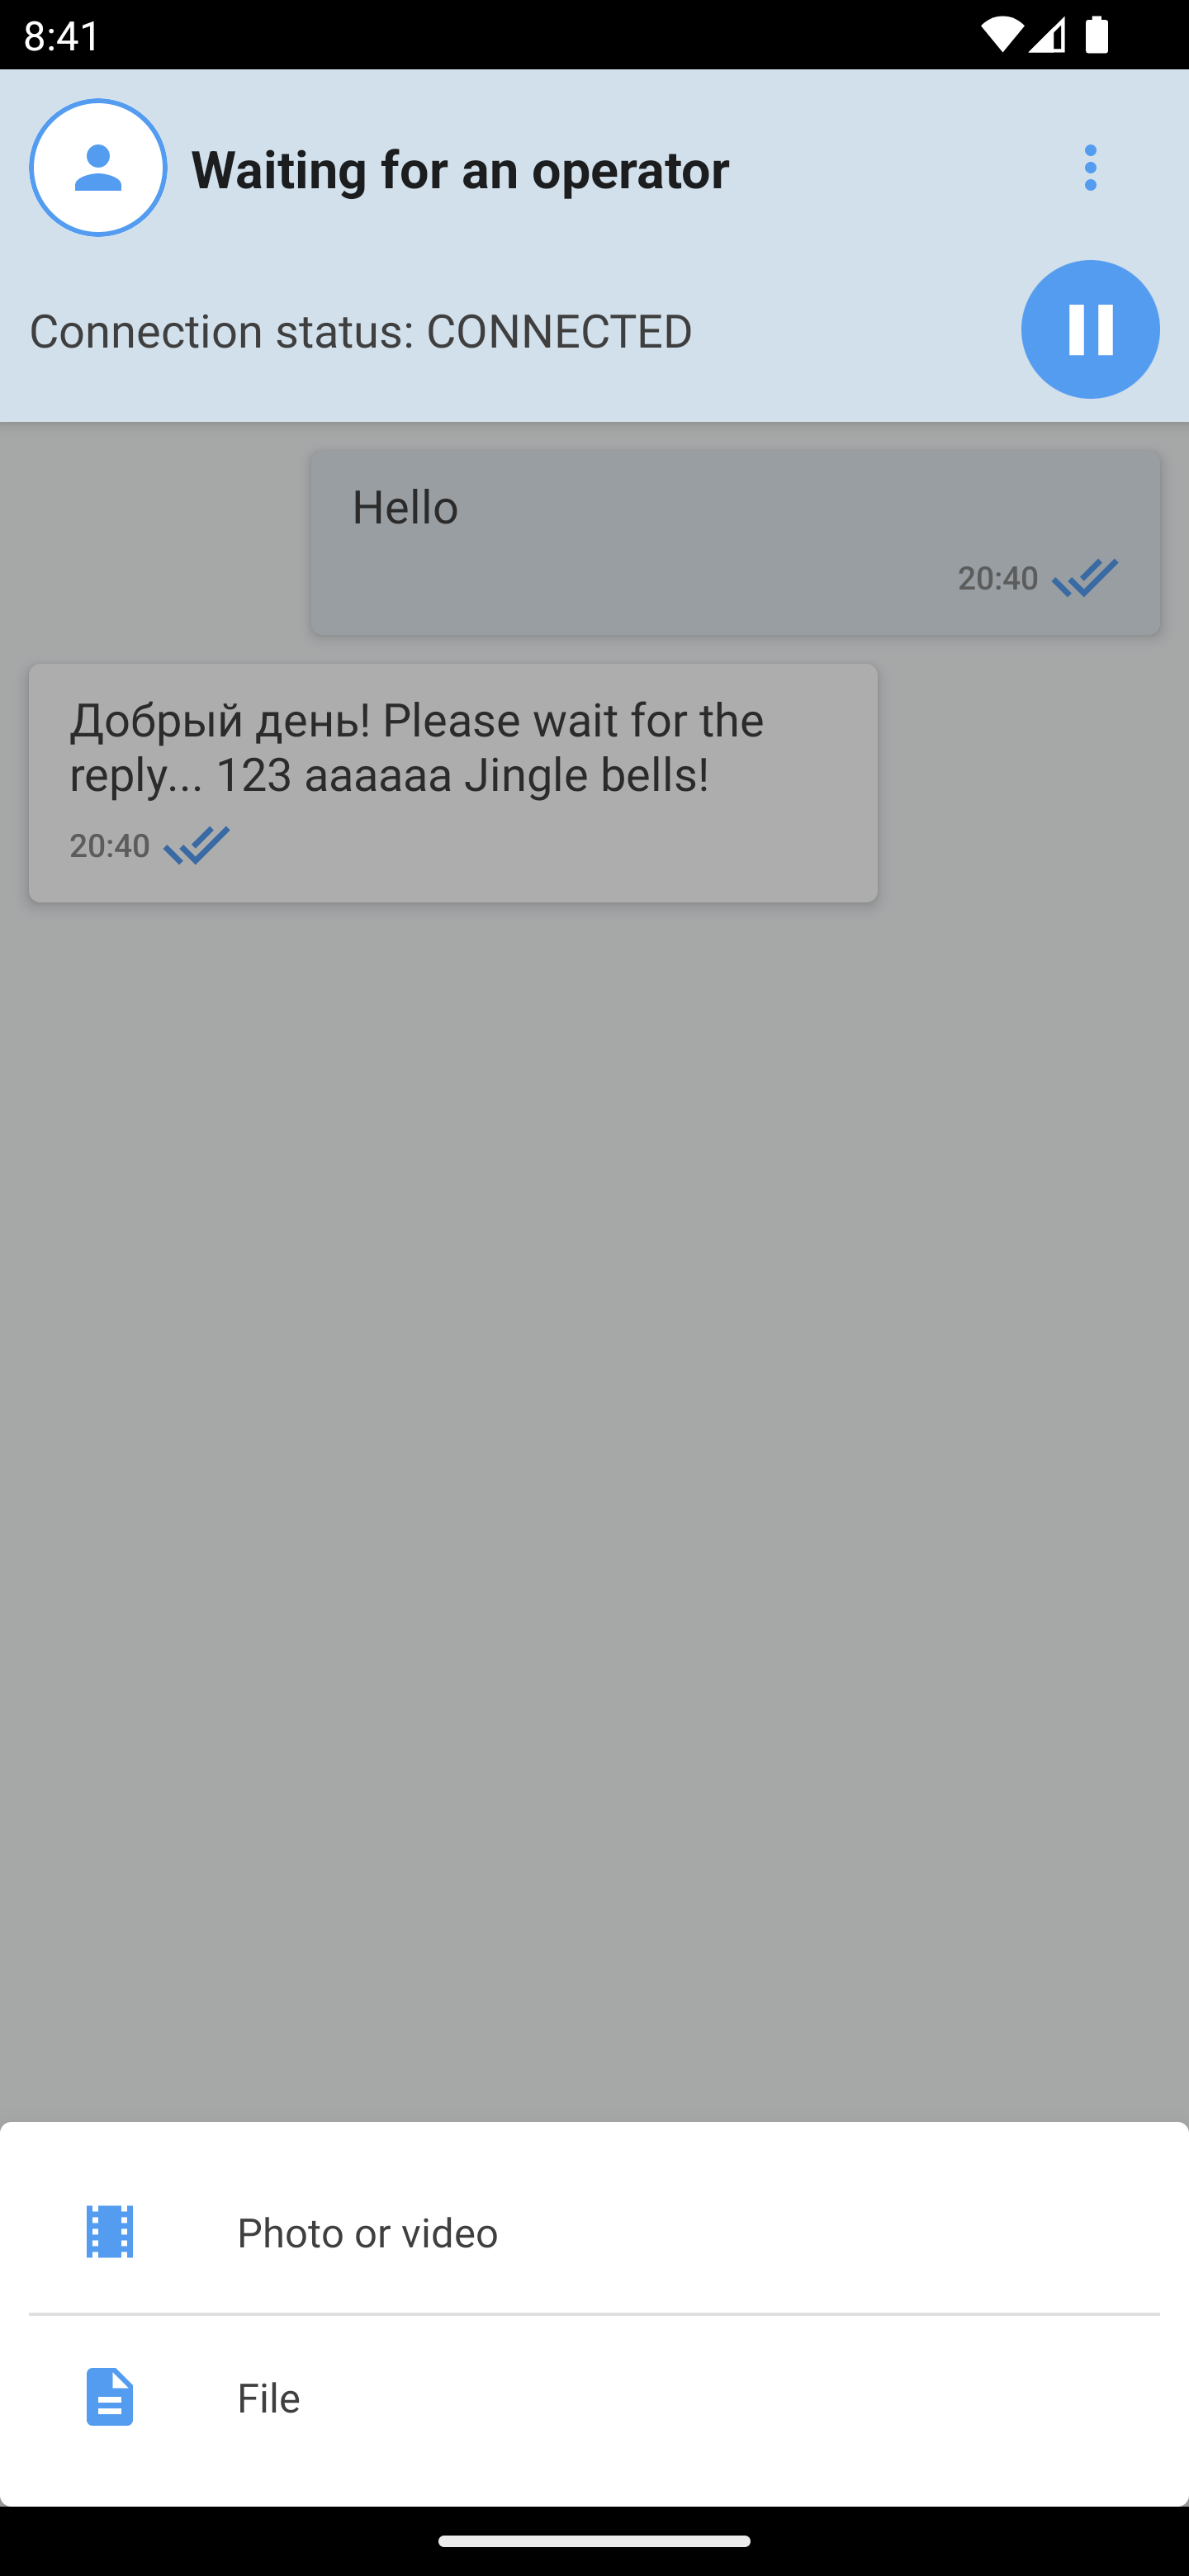 8:41
Waiting for an operator
Connection status: CONNECTED
Hello
20:40
Добрый день! Please wait for the
reply... 123 aaaaaa Jingle bells!
20:40
Photo or video
File